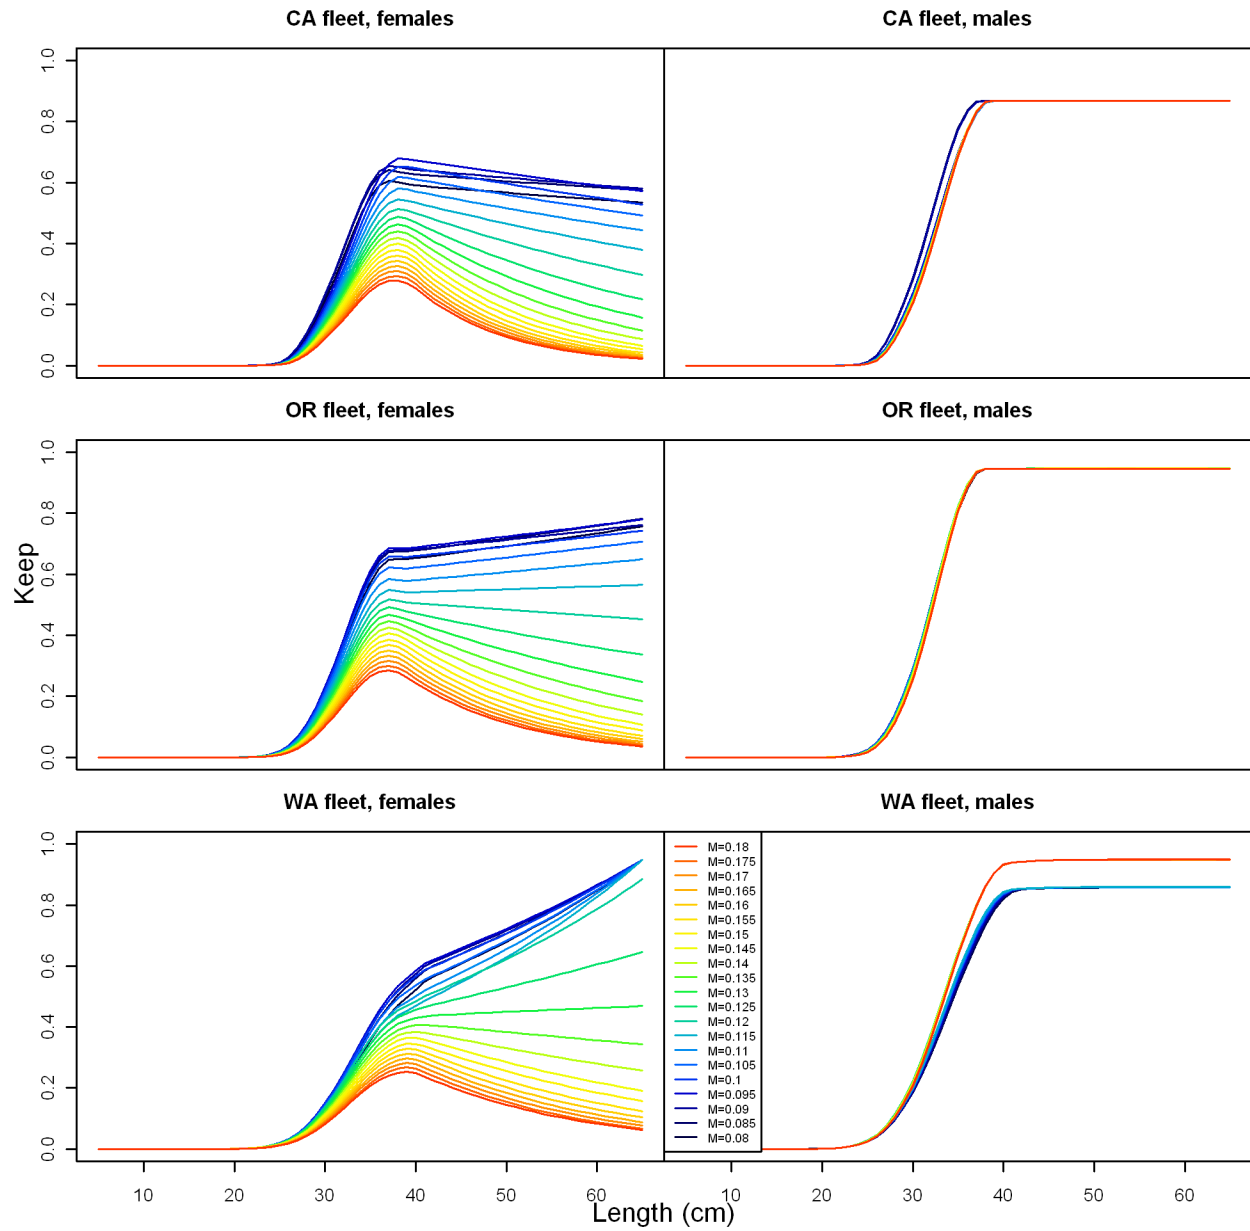 CA fleet, females
CA fleet, males
0.0 0.2 0.4 0.6 0.8 1.0
OR fleet, females
OR fleet, males
0.0 0.2 0.4 0.6 0.8 1.0
Keep
WA fleet, females
WA fleet, males
0.0 0.2 0.4 0.6 0.8 1.0
M=0.18
M=0.175
M=0.17
M=0.165
M=0.16
M=0.155
M=0.15
M=0.145
M=0.14
M=0.135
M=0.13
M=0.125
M=0.12
M=0.115
M=0.11
M=0.105
M=0.1
M=0.095
M=0.09
M=0.085
M=0.08
10 20 30 40 50 60
10 20 30 40 50 60
Length (cm)